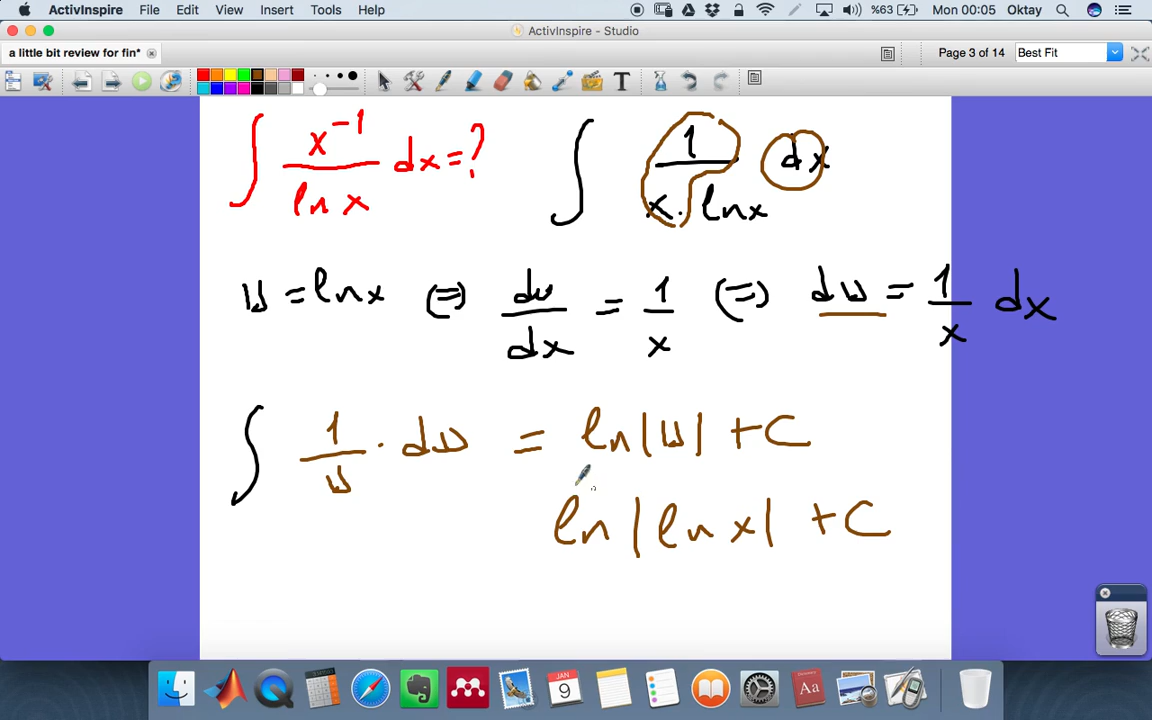 ActivInspire File Edit View Insert Tools Help %63 Mon 00:05 Oktay
ActivInspire - Studio
a little bit review for fin* Page 3 of 14 Best Fit
∫ x⁻¹ / ln x dx = ? ∫ 1 / (x · lnx) dx
u = lnx ⇔ du/dx = 1/x ⇔ du = 1/x dx
∫ 1/u · du = ln|u| + C
ln|ln x| + C
JAN
9
Aa